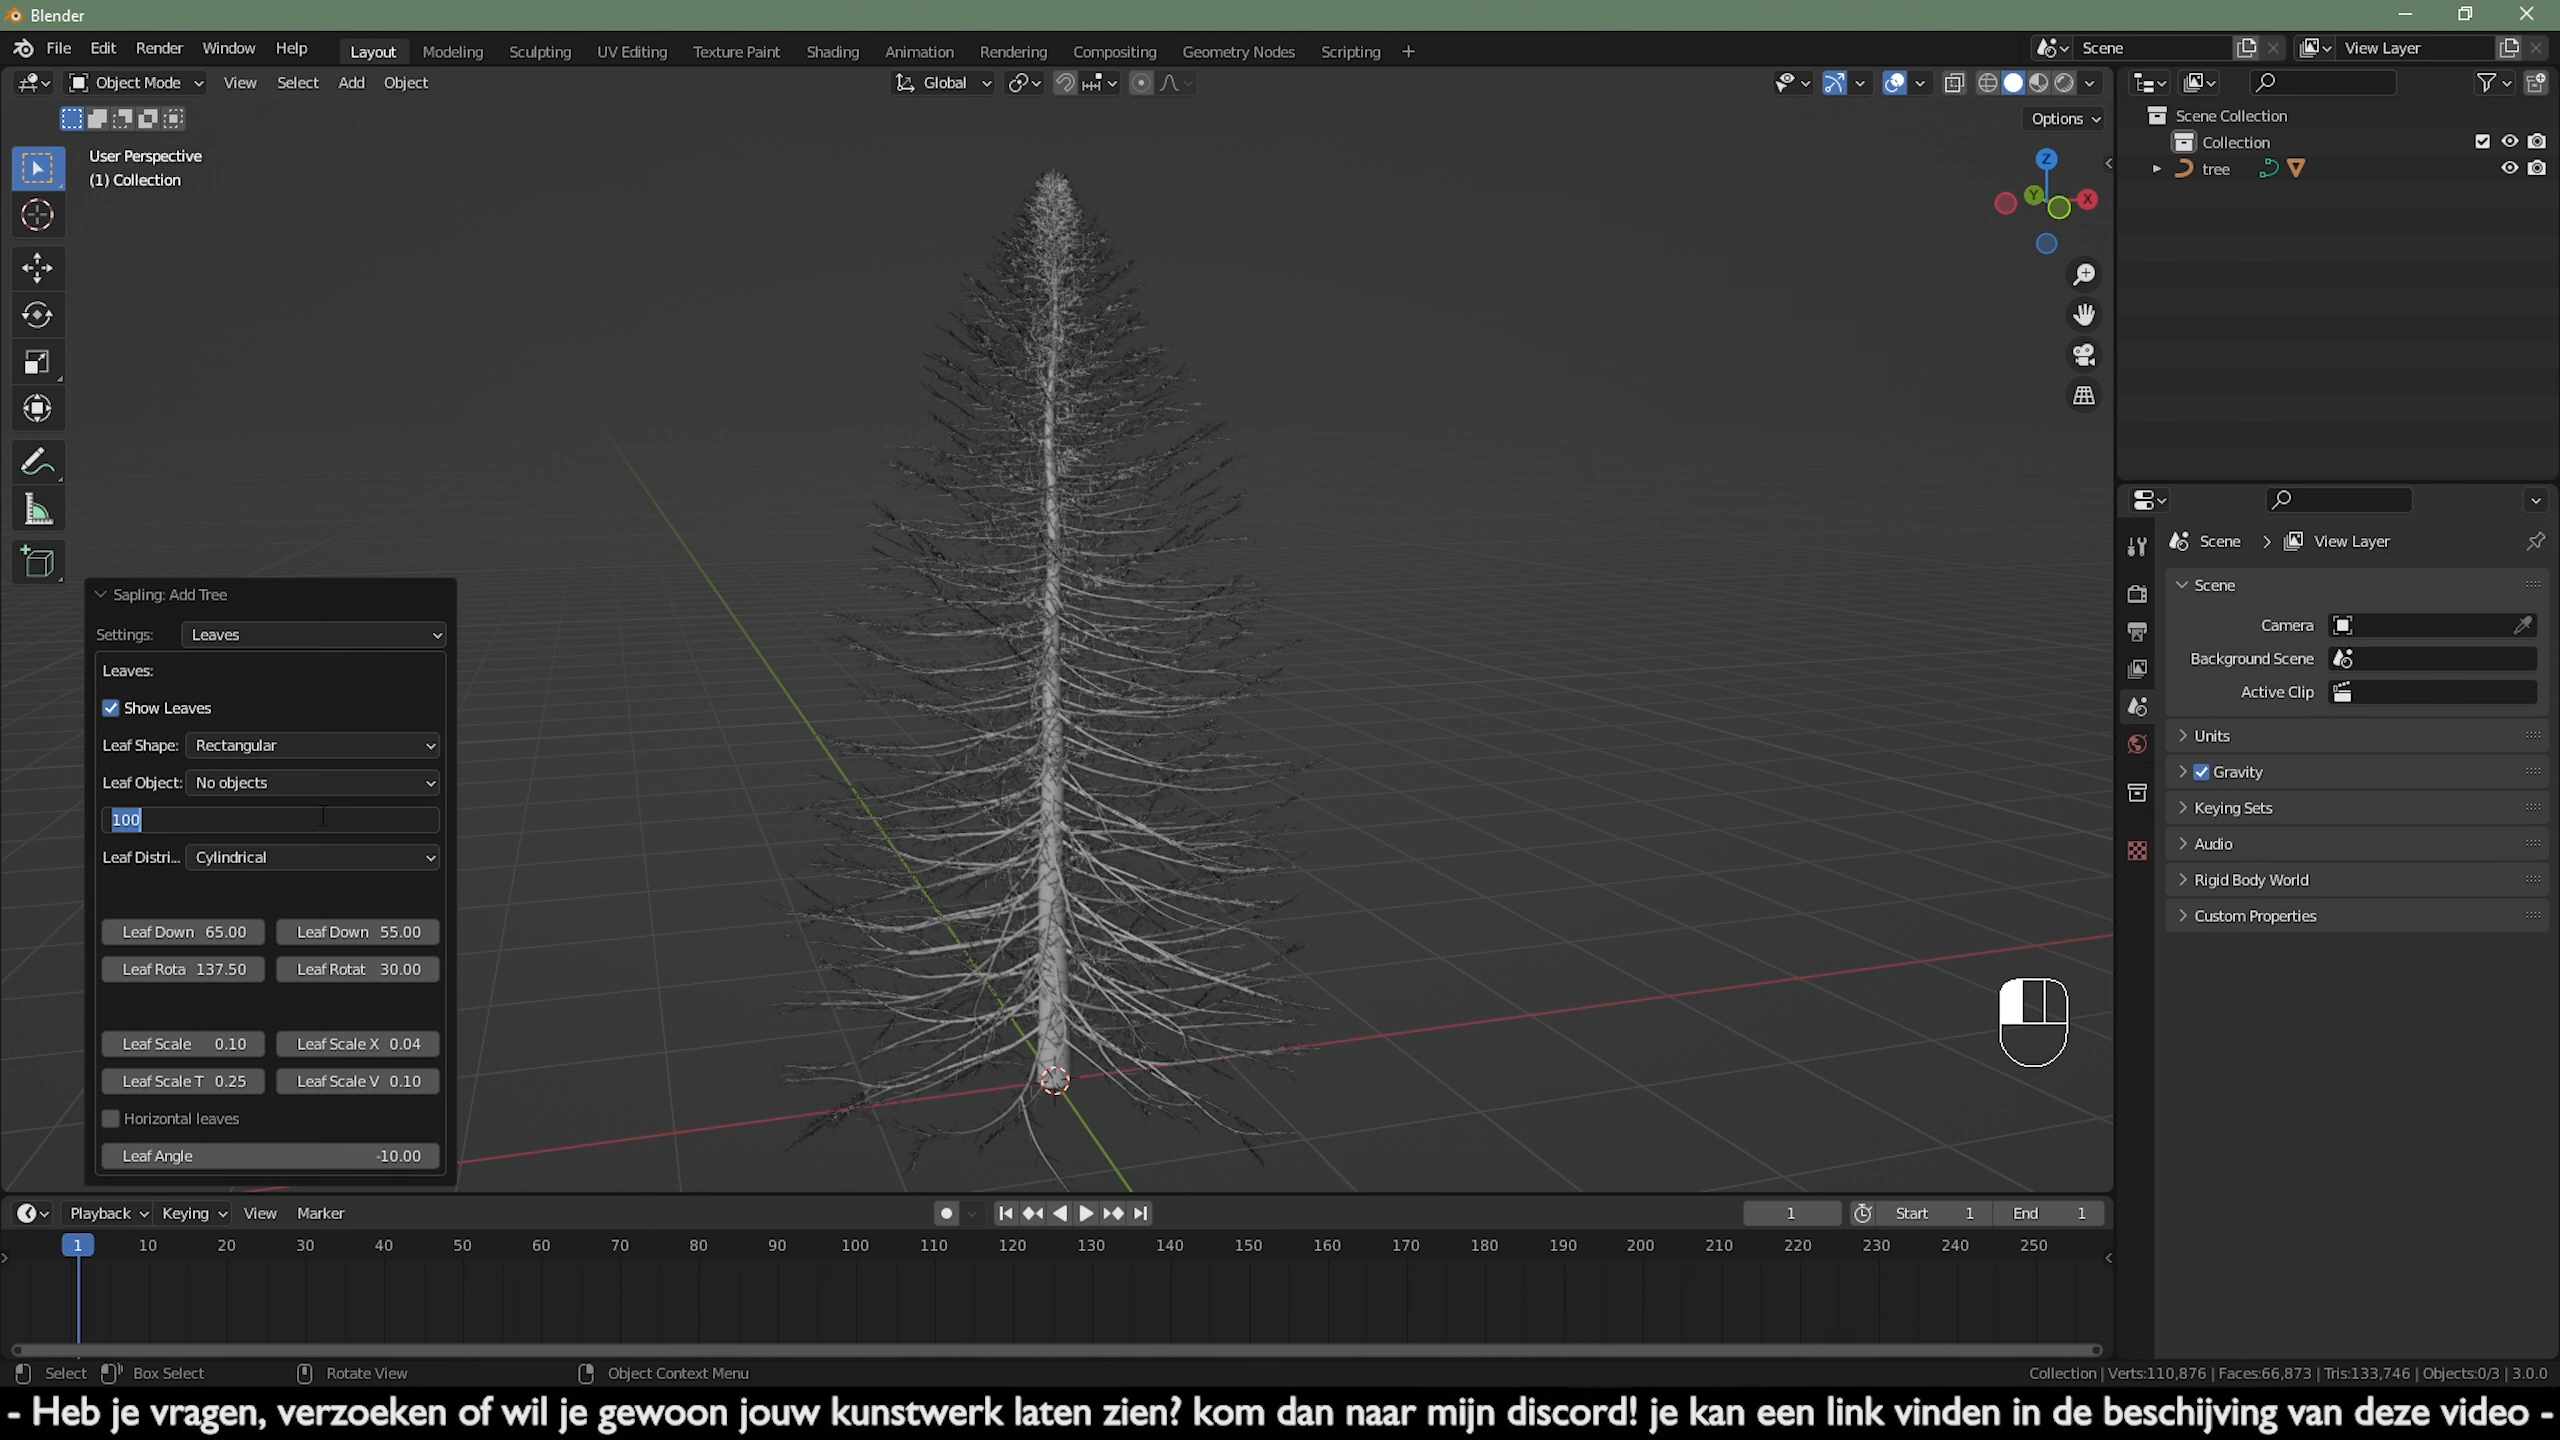 Blender
File Edit Render Window Help Layout Modeling Sculpting UV Editing Texture Paint Shading Animation Rendering Compositing Geometry Nodes Scripting + Scene View Layer
Object Mode View Select Add Object Global
Options
User Perspective
(1) Collection
Z
Y
X
Scene Collection
Collection
tree
Scene > View Layer
Scene
Camera
Background Scene
Active Clip
Units
Gravity
Keying Sets
Audio
Rigid Body World
Custom Properties
Sapling: Add Tree
Settings: Leaves
Leaves:
Show Leaves
Leaf Shape: Rectangular
Leaf Object: No objects
100
Leaf Distri... Cylindrical
Leaf Down 65.00 Leaf Down 55.00
Leaf Rota 137.50 Leaf Rotat 30.00
Leaf Scale 0.10 Leaf Scale X 0.04
Leaf Scale T 0.25 Leaf Scale V 0.10
Horizontal leaves
Leaf Angle -10.00
Playback Keying View Marker 1 Start 1 End 1
1 10 20 30 40 50 60 70 80 90 100 110 120 130 140 150 160 170 180 190 200 210 220 230 240 250
Select Box Select Rotate View Object Context Menu Collection | Verts:110,876 | Faces:66,873 | Tris:133,746 | Objects:0/3 | 3.0.0
- Heb je vragen, verzoeken of wil je gewoon jouw kunstwerk laten zien? kom dan naar mijn discord! je kan een link vinden in de beschijving van deze video -